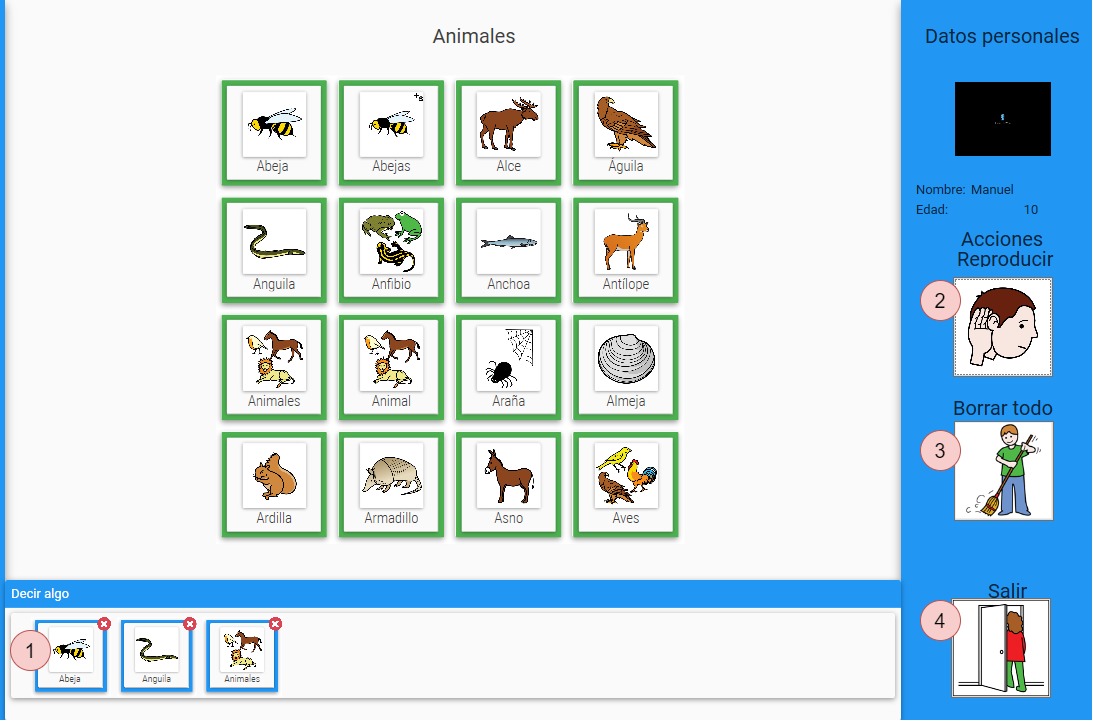 Animales
Datos personales
Abeja
+s
Abejas
Alce
Águila
Nombre: Manuel
Edad: 10
Acciones
Reproducir
Anguila
Anfibio
Anchoa
Antílope
2
Animales
Animal
Araña
Almeja
Borrar todo
3
Ardilla
Armadillo
Asno
Aves
Decir algo
Salir
1
4
Abeja
Anguila
Animales